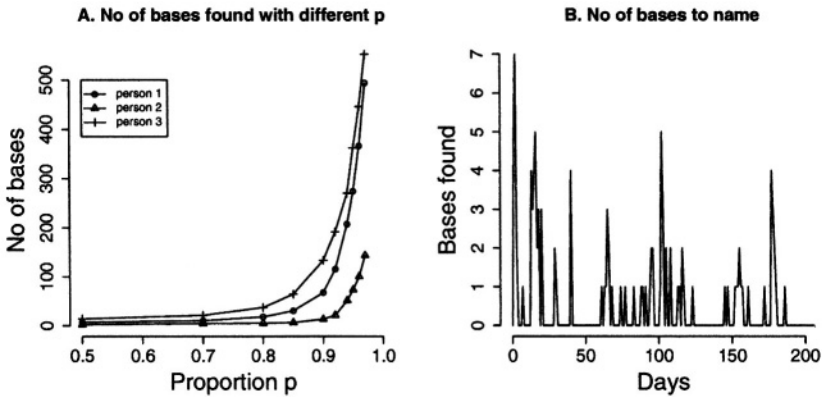 A. No of bases found with different p
No of bases
0
100
200
300
400
500
person 1
person 2
person 3
0.5
0.6
0.7
0.8
0.9
1.0
Proportion p
B. No of bases to name
Bases found
0
1
2
3
4
5
6
7
0
50
100
150
200
Days